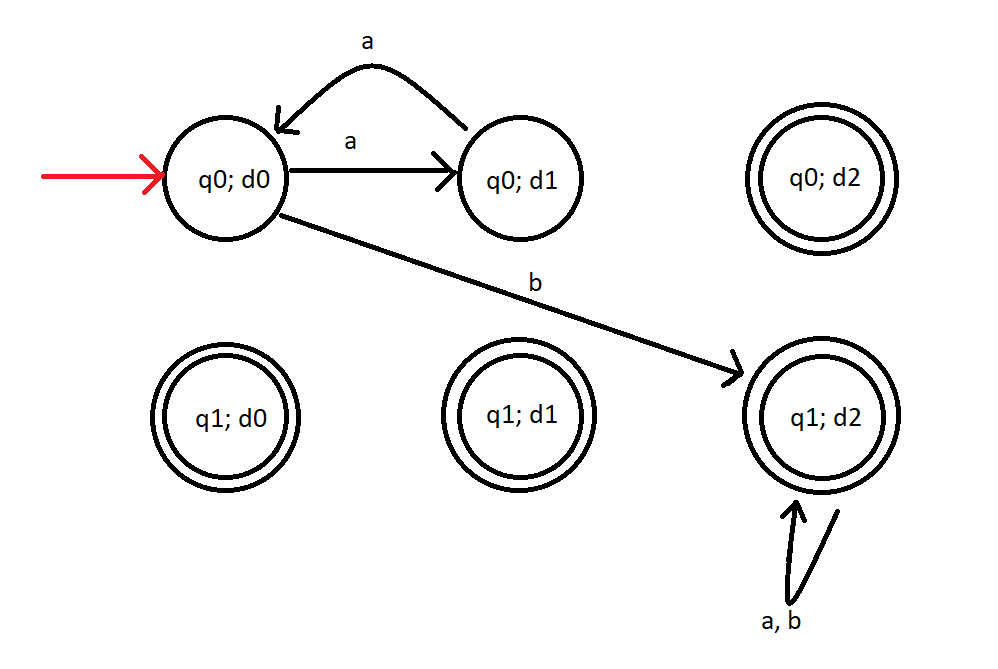 a
a
q0; d0
q0; d1
q0; d2
b
q1; d0
q1; d1
q1; d2
a, b